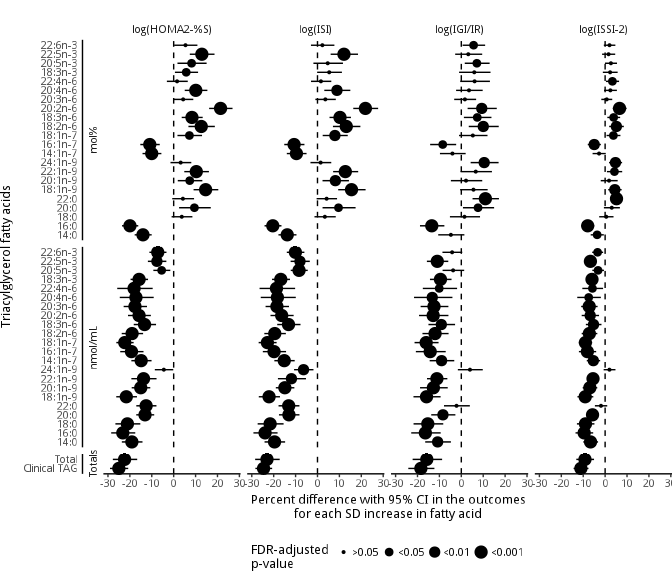 log(HOMA2-%S) log(ISI) log(IGI/IR) log(ISSI-2)
Triacylglycerol fatty acids
mol%
22:6n-3
22:5n-3
20:5n-3
18:3n-3
22:4n-6
20:4n-6
20:3n-6
20:2n-6
18:3n-6
18:2n-6
18:1n-7
16:1n-7
14:1n-7
24:1n-9
22:1n-9
20:1n-9
18:1n-9
22:0
20:0
18:0
16:0
14:0
nmol/mL
22:6n-3
22:5n-3
20:5n-3
18:3n-3
22:4n-6
20:4n-6
20:3n-6
20:2n-6
18:3n-6
18:2n-6
18:1n-7
16:1n-7
14:1n-7
24:1n-9
22:1n-9
20:1n-9
18:1n-9
22:0
20:0
18:0
16:0
14:0
Totals
Total
Clinical TAG
-30 -20 -10 0 10 20 30 -30 -20 -10 0 10 20 30 -30 -20 -10 0 10 20 30 -30 -20 -10 0 10 20 30
Percent difference with 95% CI in the outcomes
for each SD increase in fatty acid
FDR-adjusted
p-value
>0.05 <0.05 <0.01 <0.001